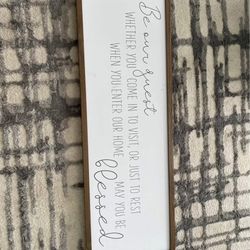 Be our guest
WHETHER YOU COME IN TO VISIT, OR JUST TO REST
WHEN YOU ENTER OUR HOME, MAY YOU BE
blessed